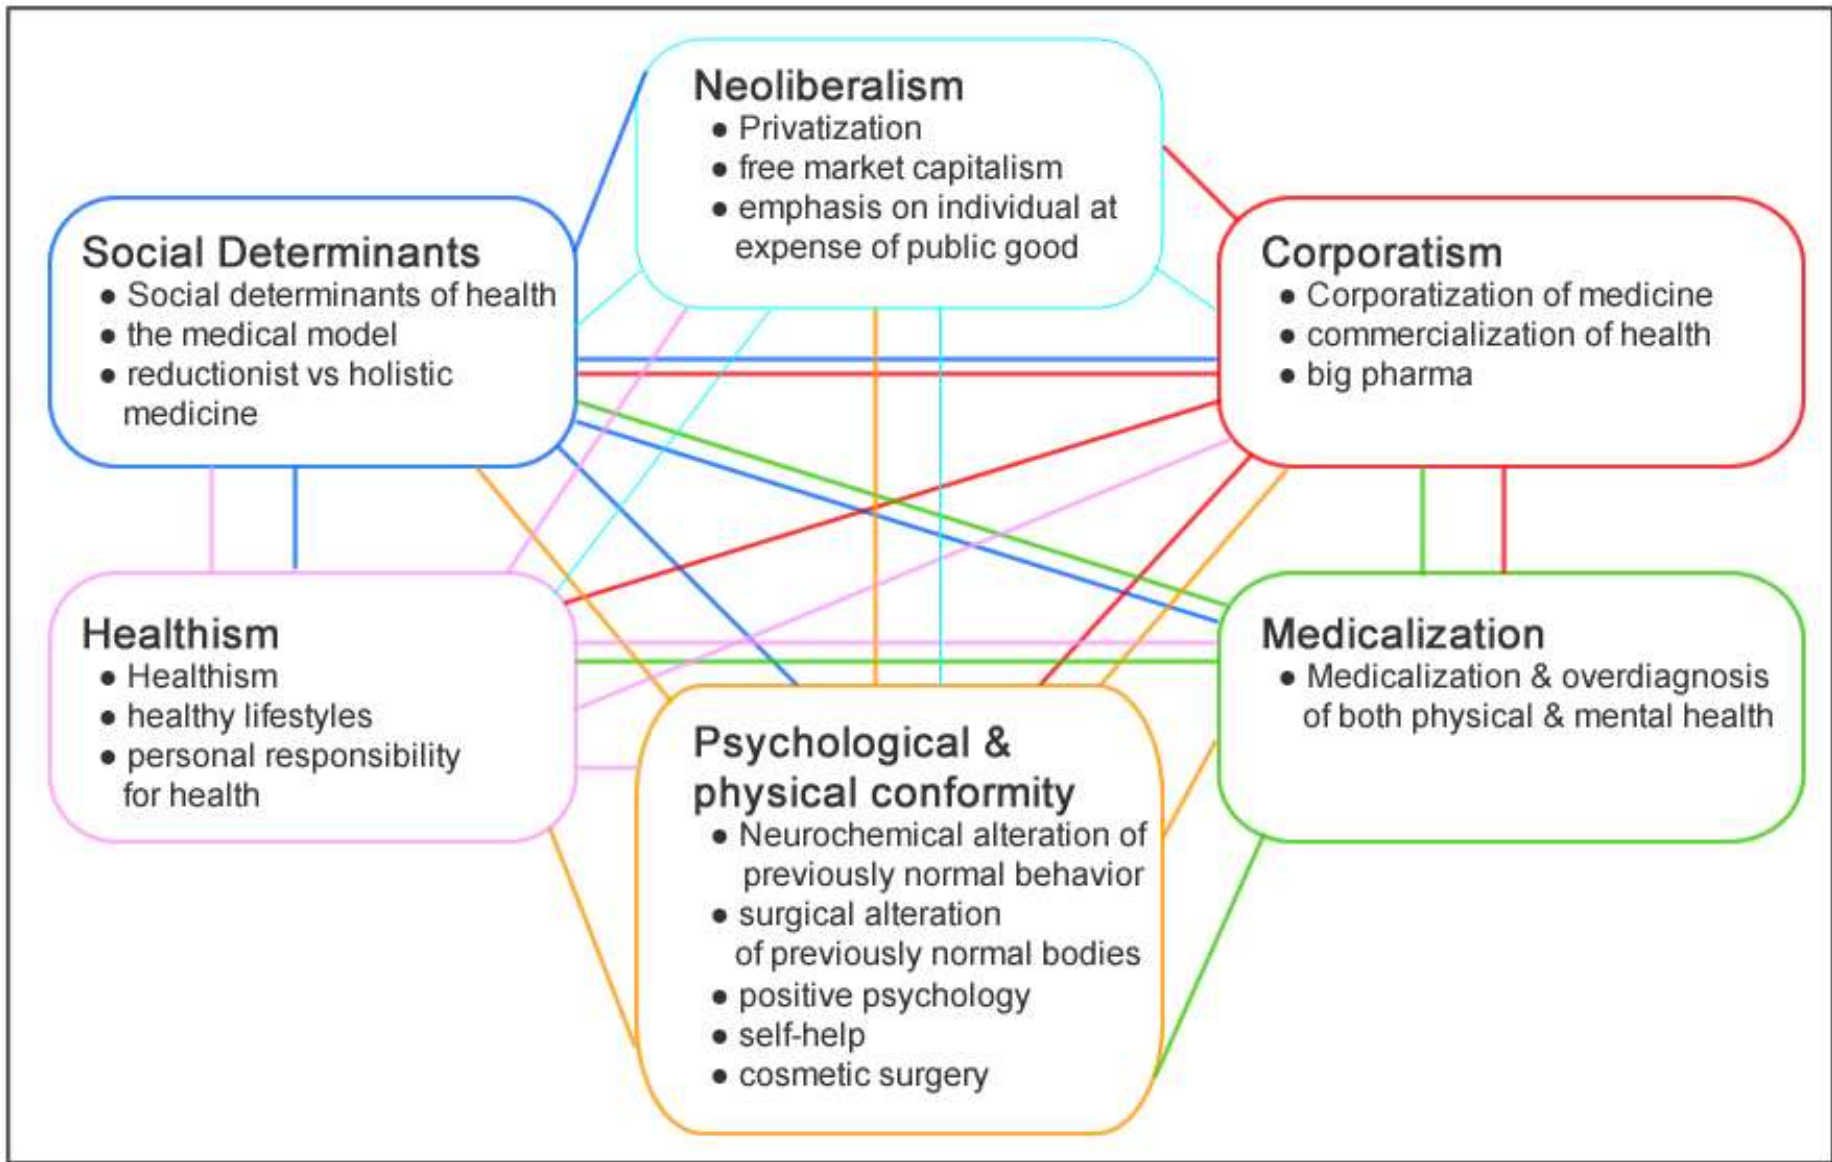 Neoliberalism
● Privatization
● free market capitalism
● emphasis on individual at
expense of public good
Social Determinants
● Social determinants of health
● the medical model
● reductionist vs holistic
medicine
Corporatism
● Corporatization of medicine
● commercialization of health
● big pharma
Healthism
● Healthism
● healthy lifestyles
● personal responsibility
for health
Psychological &
physical conformity
● Neurochemical alteration of
previously normal behavior
● surgical alteration
of previously normal bodies
● positive psychology
● self-help
● cosmetic surgery
Medicalization
● Medicalization & overdiagnosis
of both physical & mental health